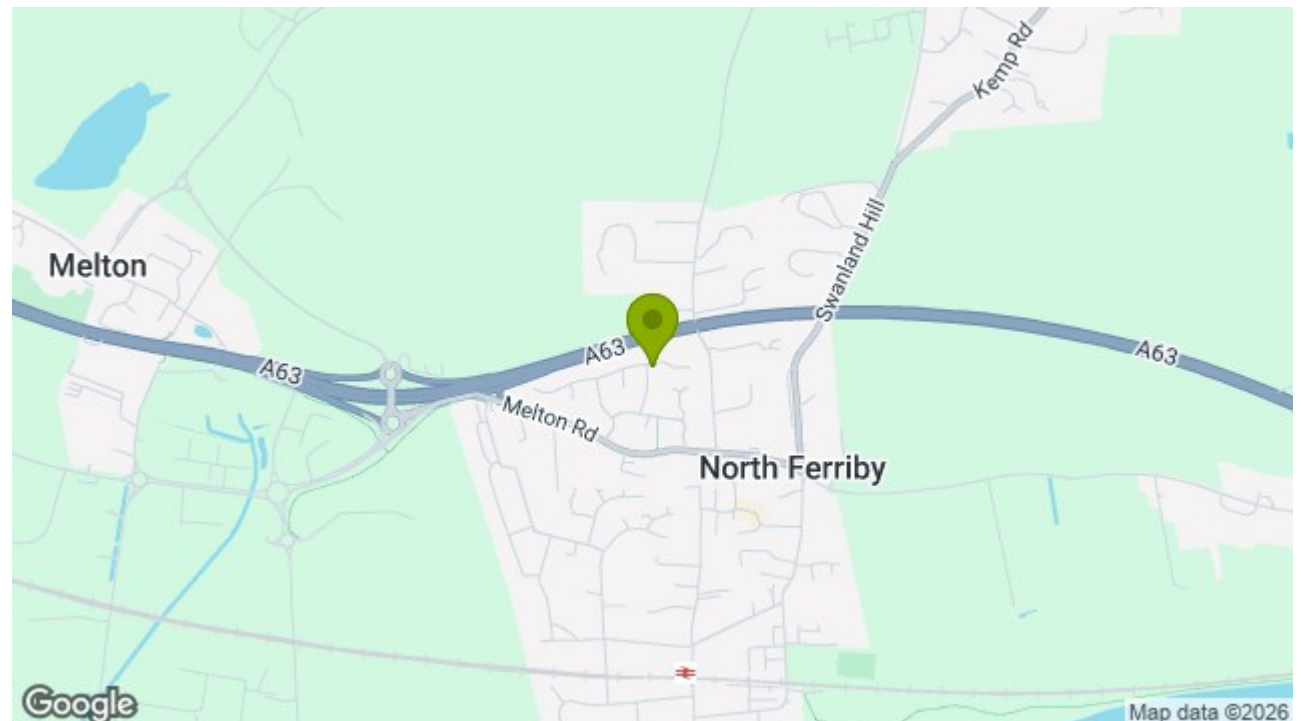 Kemp Rd
Swanland Hill
Melton
A63
A63
A63
Melton Rd
North Ferriby
Google
Map data ©2026